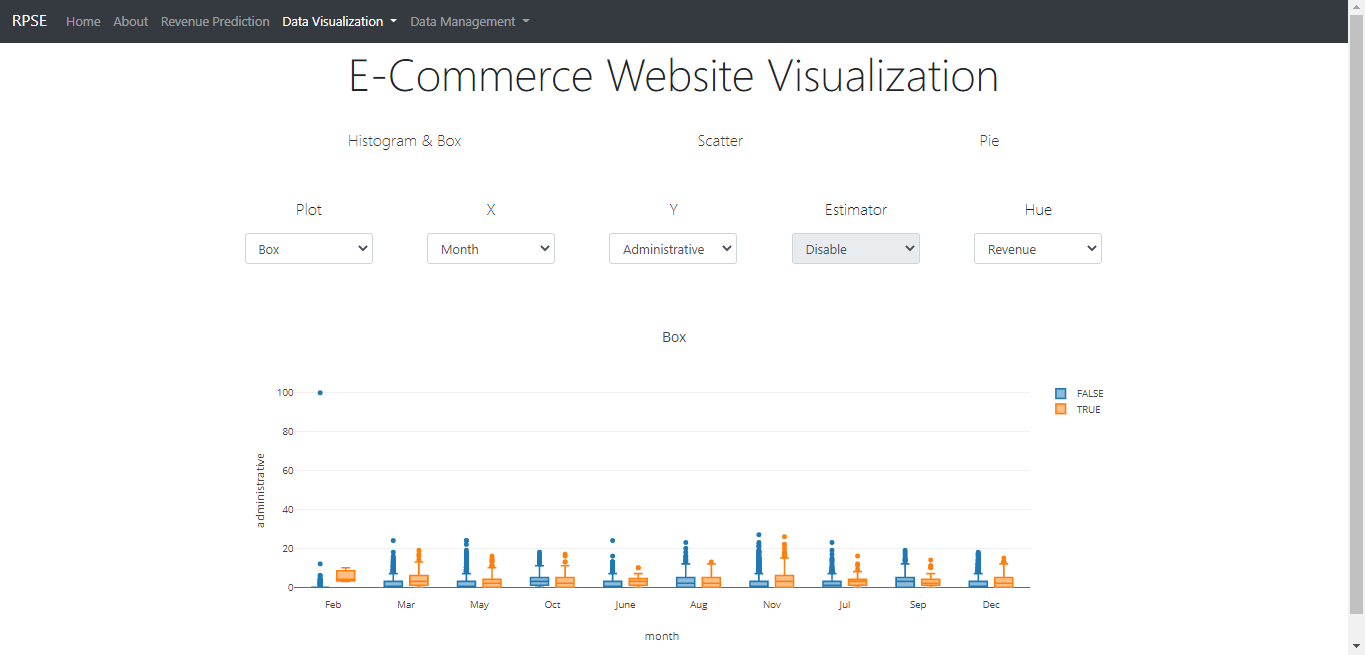 RPSE Home About Revenue Prediction Data Visualization Data Management
E-Commerce Website Visualization
Histogram & Box Scatter Pie
Plot X Y Estimator Hue
Box Month Administrative Disable Revenue
Box
100
80
60
40
20
0
administrative
FALSE
TRUE
Feb Mar May Oct June Aug Nov Jul Sep Dec
month